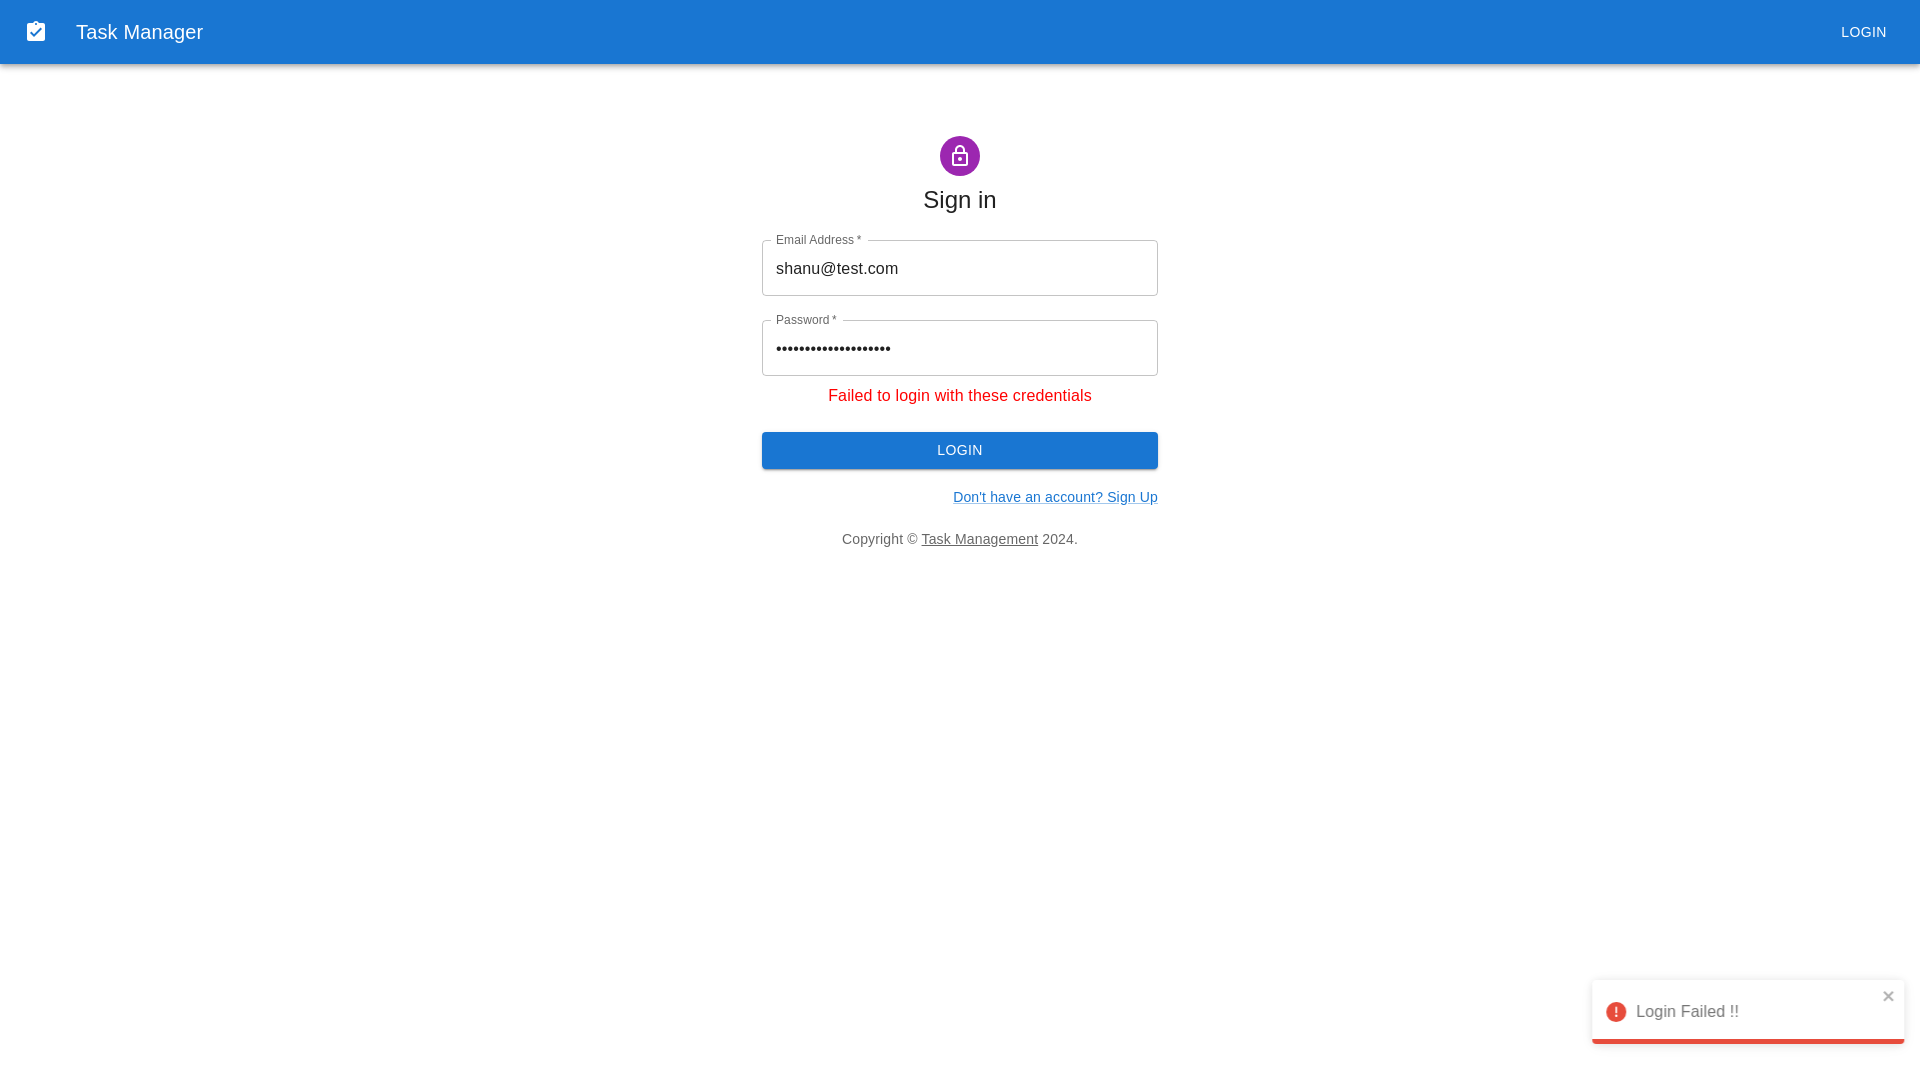 Task Manager
LOGIN
Sign in
Email Address *
shanu@test.com
Password *
••••••••••••••••••••
Failed to login with these credentials
LOGIN
Don't have an account? Sign Up
Copyright © Task Management 2024.
Login Failed !!